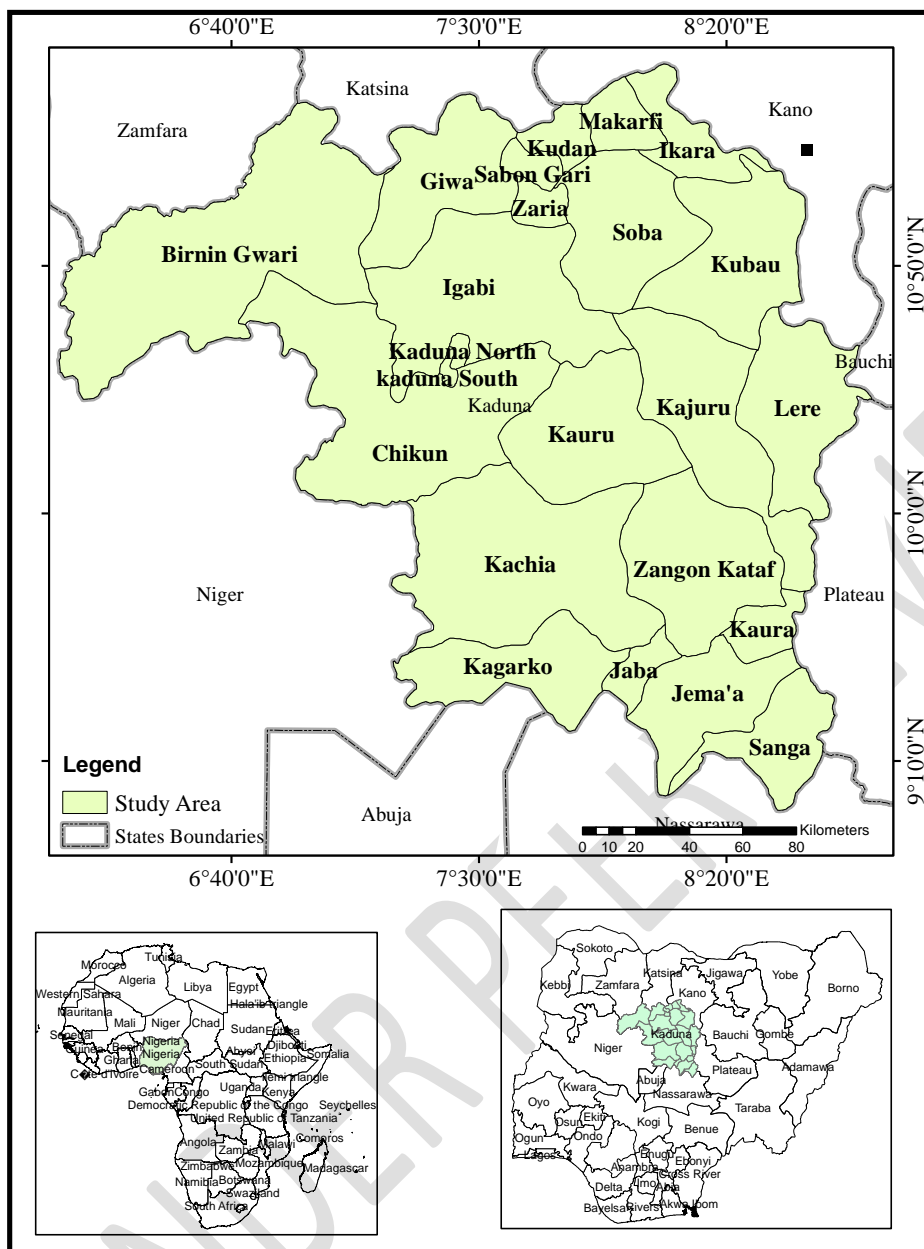 6°40'0"E 7°30'0"E 8°20'0"E
Katsina
Zamfara
Kano
Makarfi
Kudan
Ikara
Giwa
Sabon Gari
Zaria
Soba
Birnin Gwari
Kubau
Igabi
10°50'0"N
Kaduna North
kaduna South
Kaduna
Bauchi
Kajuru
Lere
Kauru
Chikun
10°0'0"N
Kachia
Zangon Kataf
Niger
Plateau
Kaura
Kagarko
Jaba
Jema'a
Sanga
9°10'0"N
Legend
Study Area
States Boundaries
Abuja
Nassarawa
Kilometers
0 10 20 40 60 80
6°40'0"E 7°30'0"E 8°20'0"E
Tunisia
Morocco
Algeria
Libya
Egypt
Western Sahara
Hala'ib triangle
Mauritania
Mali
Niger
Chad
Sudan
Eritrea
Senegal
Djibouti
Guinea
Benin
Nigeria
Nigeria
Abyei
Ethiopia
Somalia
Ghana
South Sudan
Cote d'Ivoire
Cameroon
Uganda
Ilemi triangle
Gabon
Congo
Kenya
Democratic Republic of the Congo
Seychelles
United Republic of Tanzania
Angola
Comoros
Zambia
Malawi
Zimbabwe
Mozambique
Madagascar
Namibia
Botswana
Swaziland
South Africa
Sokoto
Katsina
Jigawa
Yobe
Kebbi
Zamfara
Kano
Borno
Kaduna
Bauchi
Gombe
Niger
Adamawa
Abuja
Plateau
Kwara
Nassarawa
Taraba
Oyo
Ekiti
Kogi
Osun
Benue
Ogun
Ondo
Lagos
Enugu
Anambra
Ebonyi
Cross River
Delta
Imo
Abia
Bayelsa
Rivers
Akwa Ibom